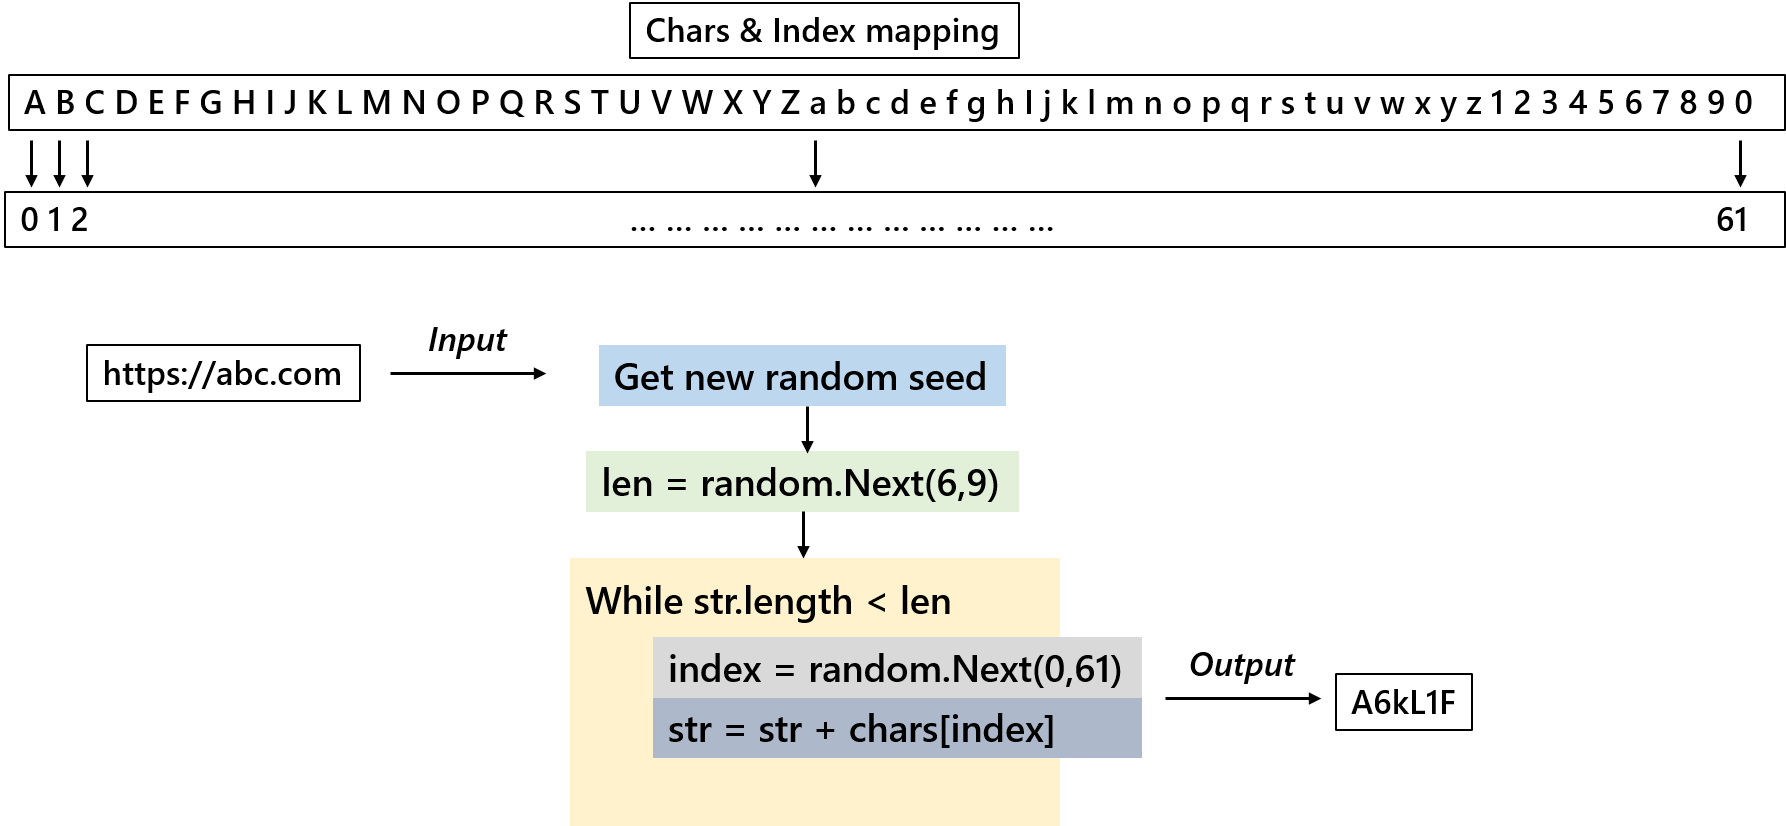 Chars & Index mapping
A B C D E F G H I J K L M N O P Q R S T U V W X Y Z a b c d e f g h I j k l m n o p q r s t u v w x y z 1 2 3 4 5 6 7 8 9 0
0 1 2 ... ... ... ... ... ... ... ... ... ... ... ... 61
Input
https://abc.com
Get new random seed
len = random.Next(6,9)
While str.length < len
index = random.Next(0,61)
str = str + chars[index]
Output
A6kL1F